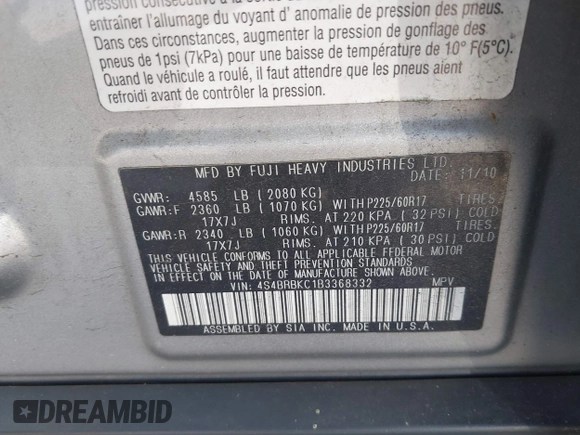 pression consécutive à la sortie du
entraîner l'allumage du voyant d' anomalie de pression des pneus.
Dans ces circonstances, augmenter la pression de gonflage des
pneus de 1psi (7kPa) pour une baisse de température de 10° F(5°C).
Quand le véhicule a roulé, il faut attendre que les pneus aient
refroidi avant de contrôler la pression.
MFD BY FUJI HEAVY INDUSTRIES LTD.
DATE: 11/10
GVWR: 4585 LB ( 2080 KG)
GAWR:F 2360 LB ( 1070 KG) WITH P225/60R17 TIRES.
17X7J RIMS. AT 220 KPA ( 32 PSI) COLD
GAWR:R 2340 LB ( 1060 KG) WITH P225/60R17 TIRES.
17X7J RIMS. AT 210 KPA ( 30 PSI) COLD
THIS VEHICLE CONFORMS TO ALL APPLICABLE FEDERAL MOTOR
VEHICLE SAFETY AND THEFT PREVENTION STANDARDS
IN EFFECT ON THE DATE OF MANUFACTURE SHOWN ABOVE.
VIN: 4S4BRBKC1B3368332 MPV
ASSEMBLED BY SIA INC. MADE IN U.S.A.
DREAMBID